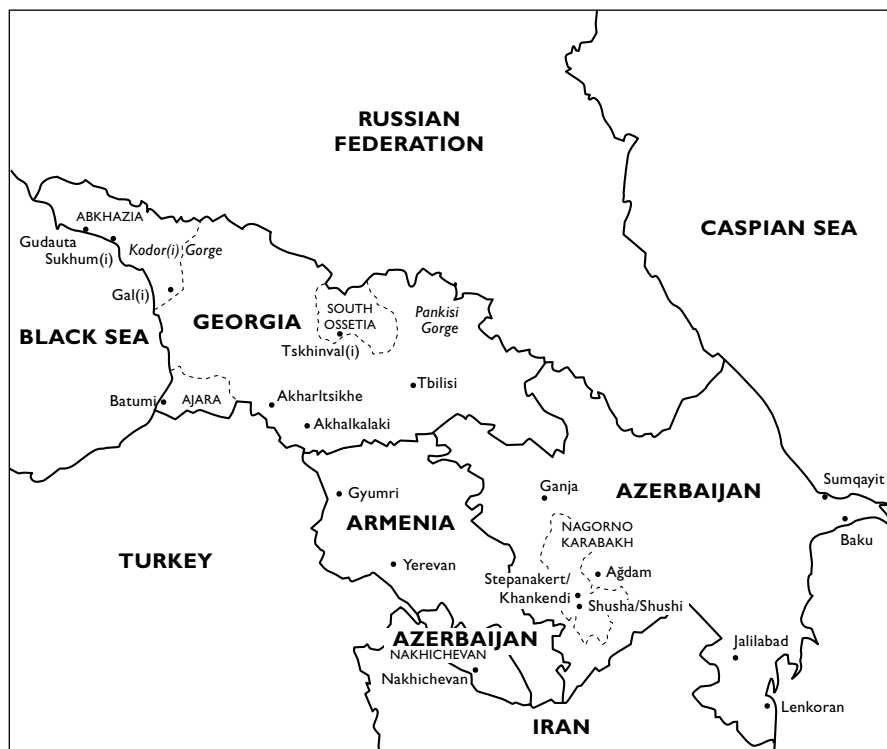 RUSSIAN
FEDERATION
CASPIAN SEA
ABKHAZIA
Gudauta
Sukhum(i)
Kodor(i) Gorge
Gal(i)
BLACK SEA
GEORGIA
SOUTH
OSSETIA
Tskhinval(i)
Pankisi
Gorge
Batumi
AJARA
Akharltsikhe
Tbilisi
Akhalkalaki
Gyumri
ARMENIA
Ganja
AZERBAIJAN
Sumqayit
Baku
NAGORNO
KARABAKH
TURKEY
Yerevan
Ağdam
Stepanakert/
Khankendi
Shusha/Shushi
AZERBAIJAN
NAKHICHEVAN
Nakhichevan
Jalilabad
Lenkoran
IRAN